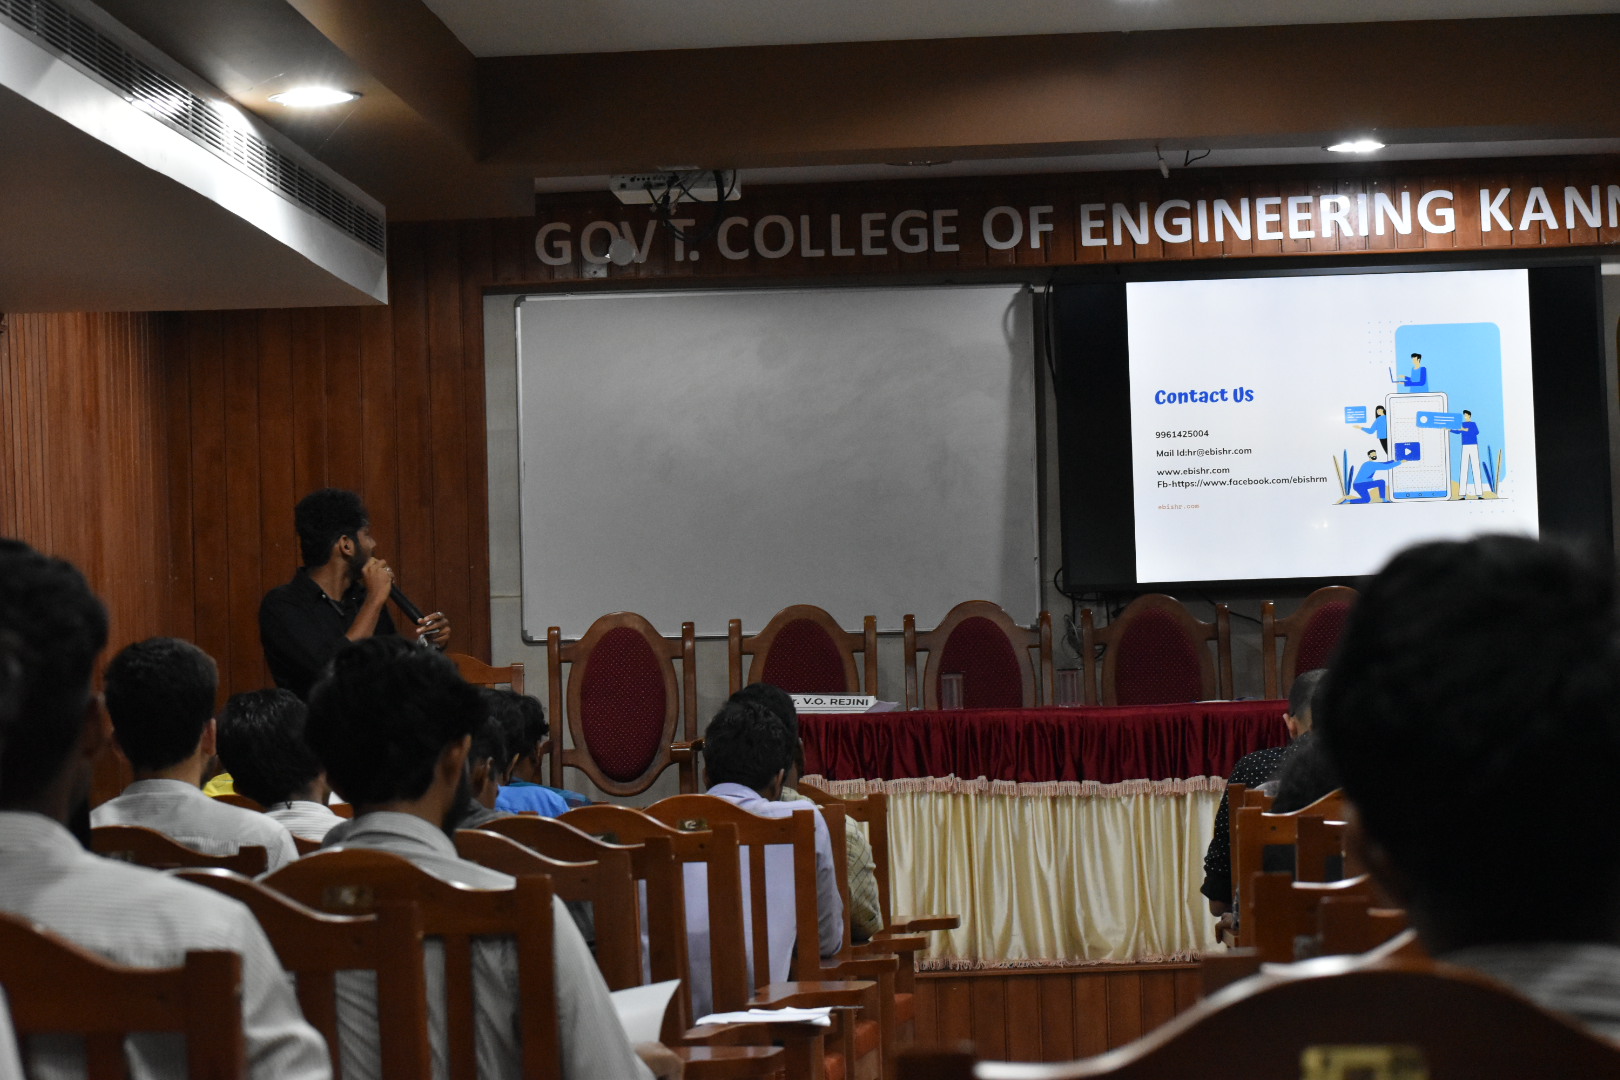 GOVT. COLLEGE OF ENGINEERING KANN
Contact Us
9961425004
Mail Id:hr@ebishr.com
www.ebishr.com
Fb-https://www.facebook.com/ebishrm
ebishr.com
r. V.O. REJINI